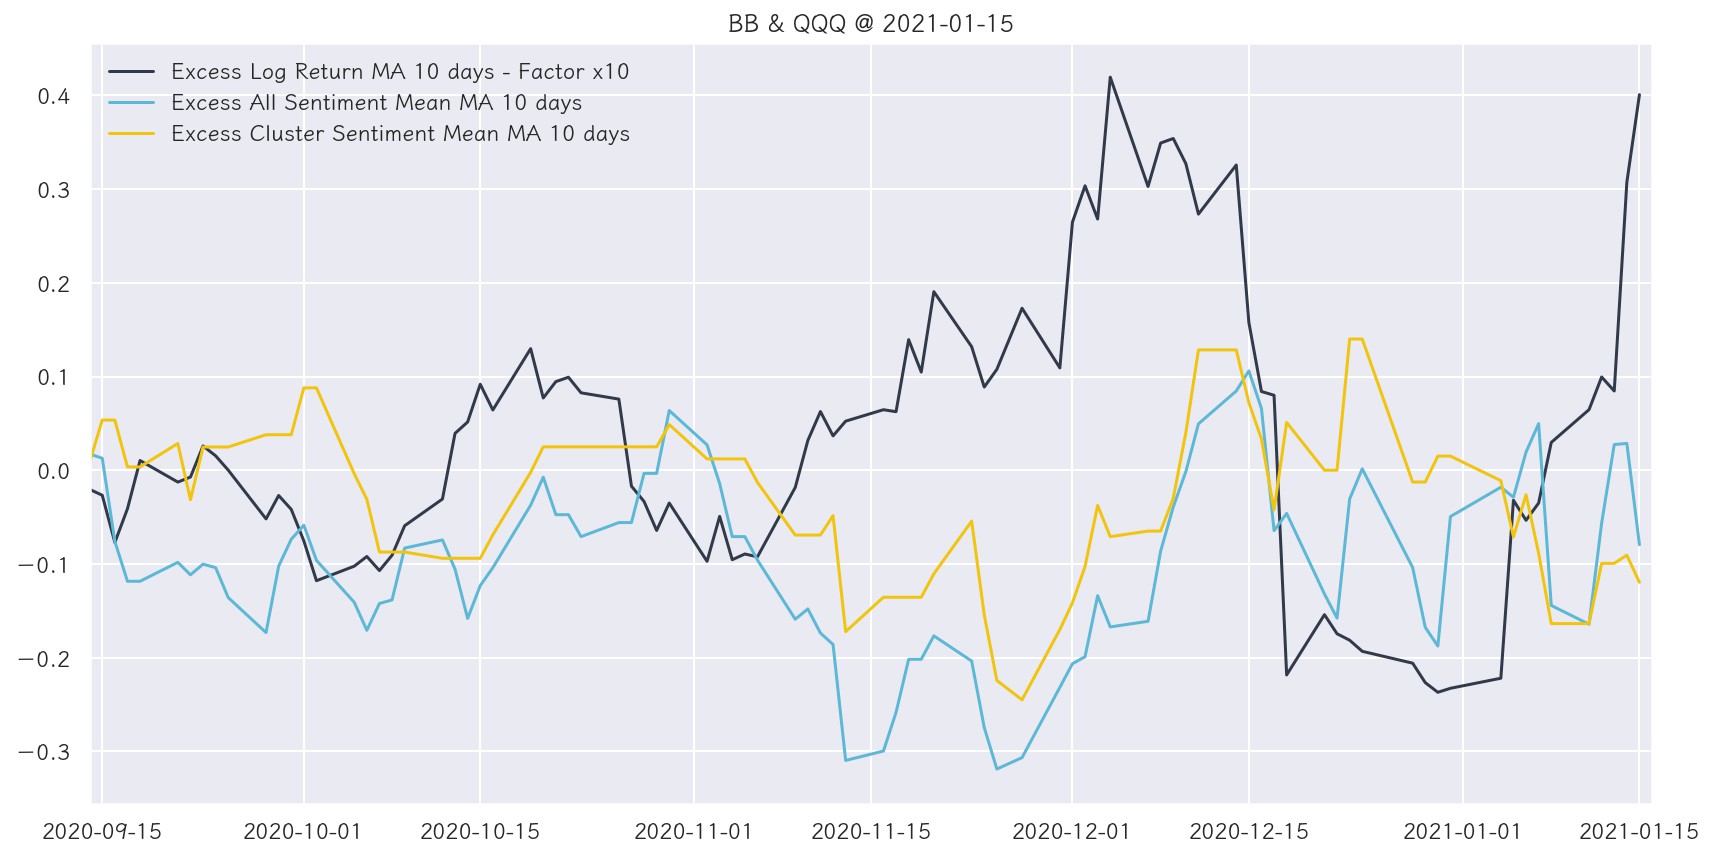 BB & QQQ @ 2021-01-15
Excess Log Return MA 10 days - Factor x10
Excess All Sentiment Mean MA 10 days
Excess Cluster Sentiment Mean MA 10 days
0.4
0.3
0.2
0.1
0.0
−0.1
−0.2
−0.3
2020-09-15 2020-10-01 2020-10-15 2020-11-01 2020-11-15 2020-12-01 2020-12-15 2021-01-01 2021-01-15